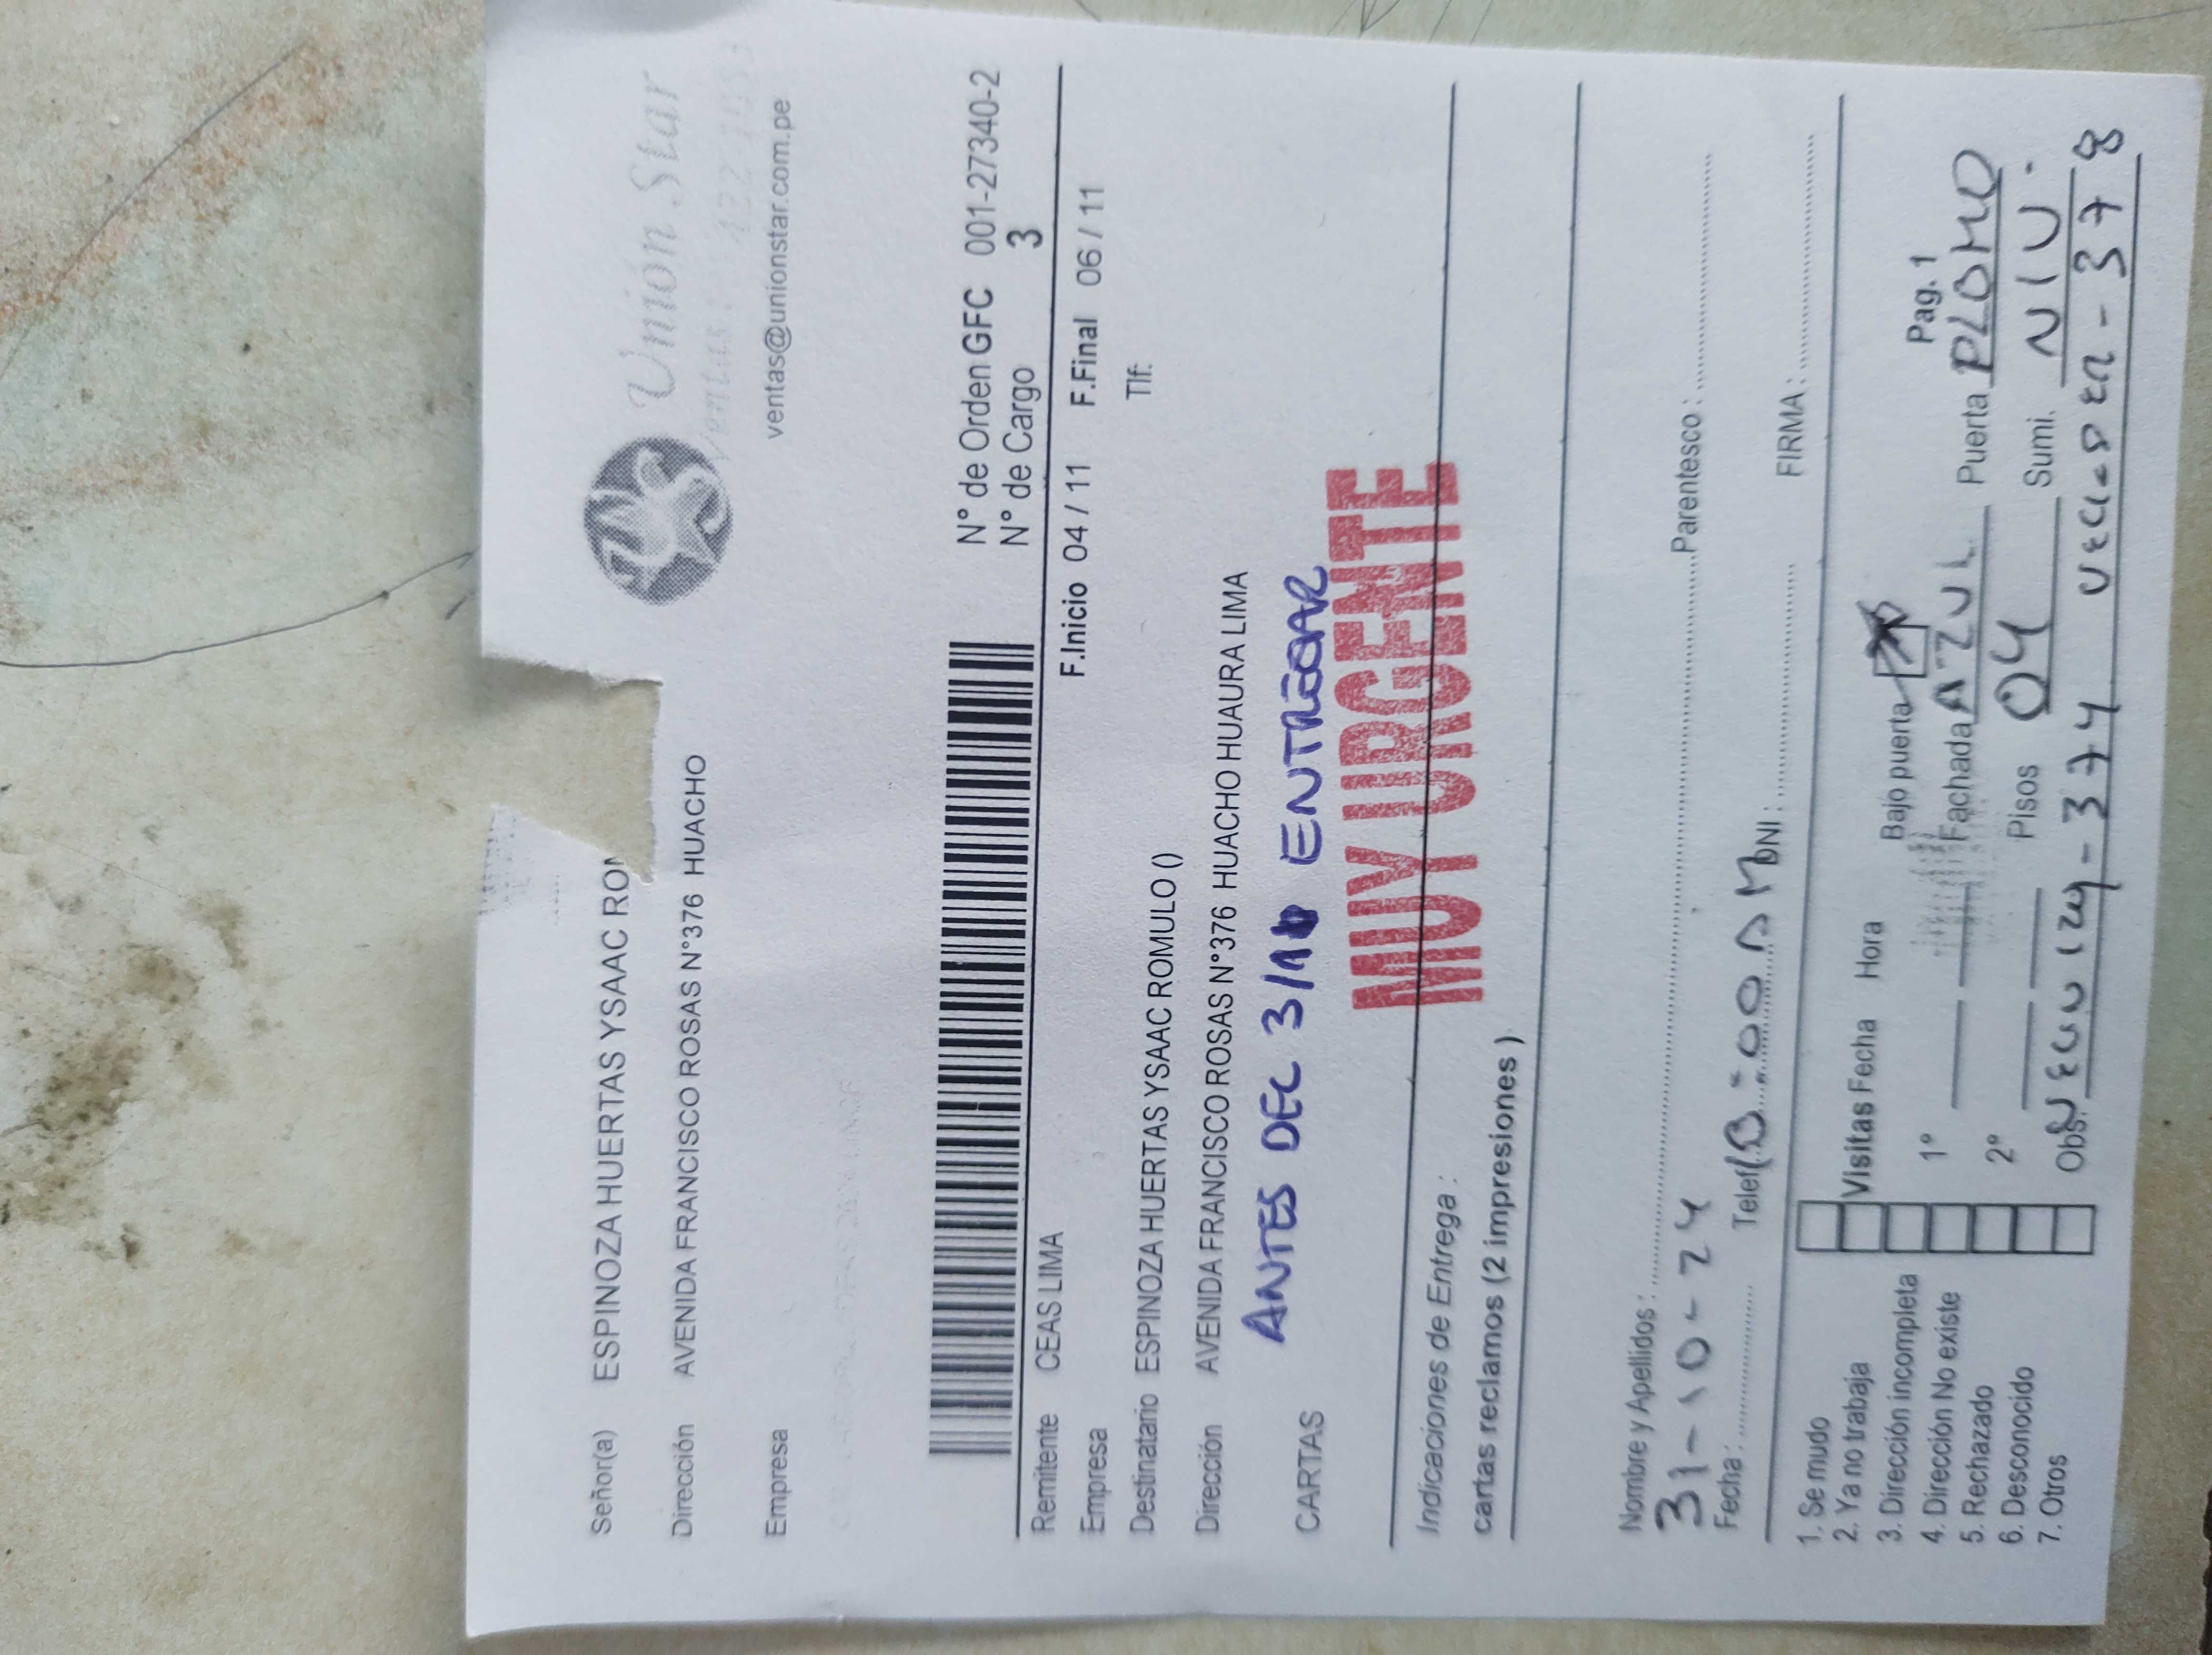 Unión Star
ventas@unionstar.com.pe
Señor(a) ESPINOZA HUERTAS YSAAC ROM
Dirección AVENIDA FRANCISCO ROSAS N°376 HUACHO
Empresa
N° de Orden GFC 001-27340-2
N° de Cargo 3
Remitente CEAS LIMA
F.Inicio 04 / 11 F.Final 06 / 11
Empresa
Tlf:
Destinatario ESPINOZA HUERTAS YSAAC ROMULO ()
Dirección AVENIDA FRANCISCO ROSAS N°376 HUACHO HUAURA LIMA
CARTAS
ANTES DEL 3/11 ENTREGAR
MUY URGENTE
Indicaciones de Entrega :
cartas reclamos (2 impresiones )
Nombre y Apellidos : Parentesco :
31-10-24
Fecha : Telef: DNI : FIRMA :
:00 AM
1. Se mudo
2. Ya no trabaja
3. Dirección incompleta
4. Dirección No existe
5. Rechazado
6. Desconocido
7. Otros
Visitas Fecha Hora Bajo puerta Pag. 1
1° Fachada AZUL Puerta PLOMO
2° Pisos 04 Sumi. N I U.
Obs: 374 378